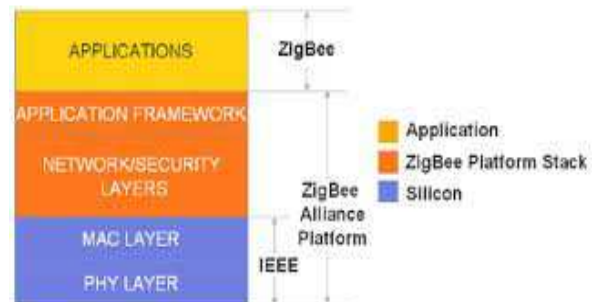 APPLICATIONS
ZigBee
APPLICATION FRAMEWORK
NETWORK/SECURITY
LAYERS
ZigBee
Alliance
Platform
MAC LAYER
IEEE
PHY LAYER
Application
ZigBee Platform Stack
Silicon